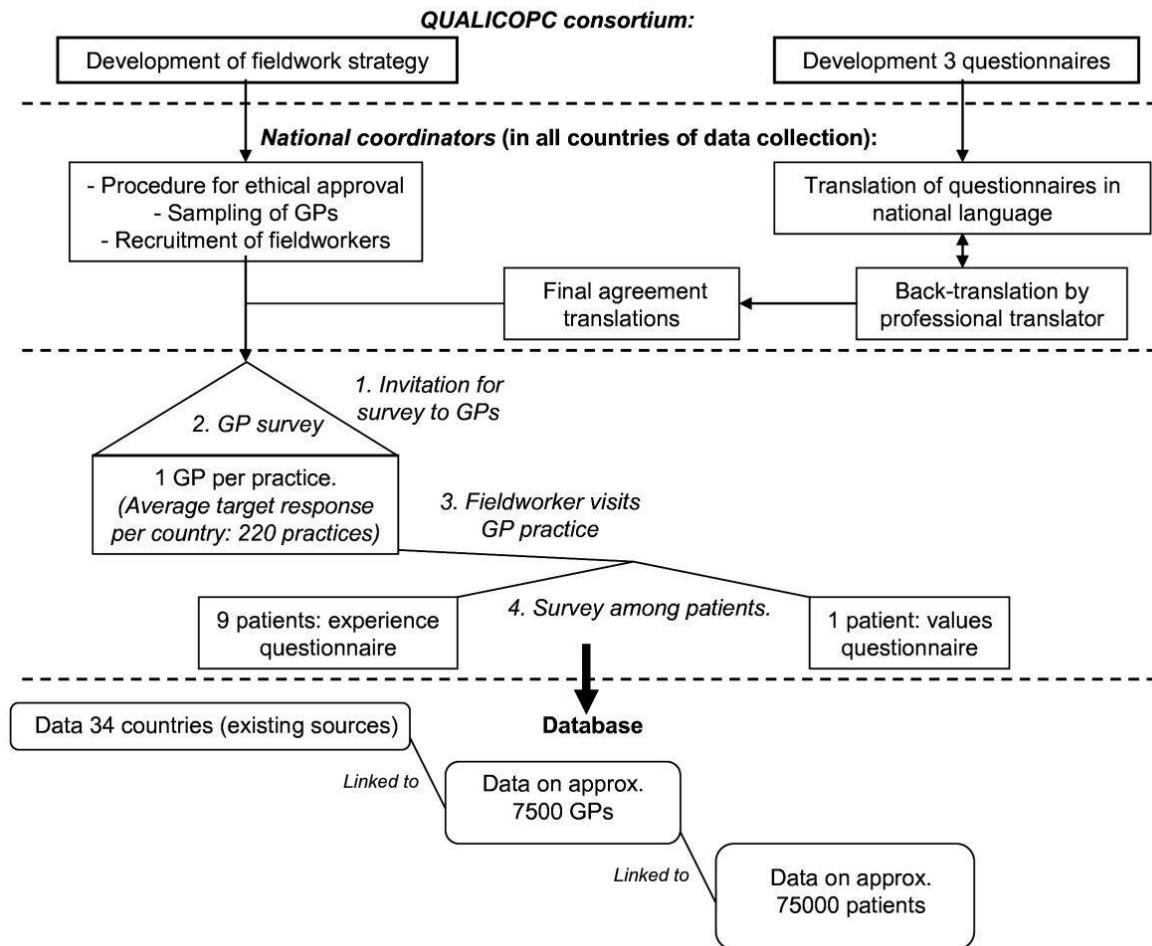 QUALICOPC consortium:
Development of fieldwork strategy
Development 3 questionnaires
National coordinators (in all countries of data collection):
- Procedure for ethical approval
- Sampling of GPs
- Recruitment of fieldworkers
Translation of questionnaires in
national language
Final agreement
translations
Back-translation by
professional translator
1. Invitation for
survey to GPs
2. GP survey
1 GP per practice.
(Average target response
per country: 220 practices)
3. Fieldworker visits
GP practice
4. Survey among patients.
9 patients: experience
questionnaire
1 patient: values
questionnaire
Database
Data 34 countries (existing sources)
Linked to
Data on approx.
7500 GPs
Linked to
Data on approx.
75000 patients